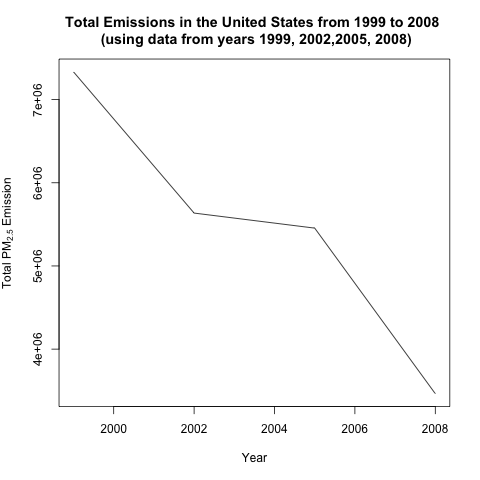 Total Emissions in the United States from 1999 to 2008
(using data from years 1999, 2002,2005, 2008)
Total PM2.5 Emission
7e+06
6e+06
5e+06
4e+06
2000 2002 2004 2006 2008
Year